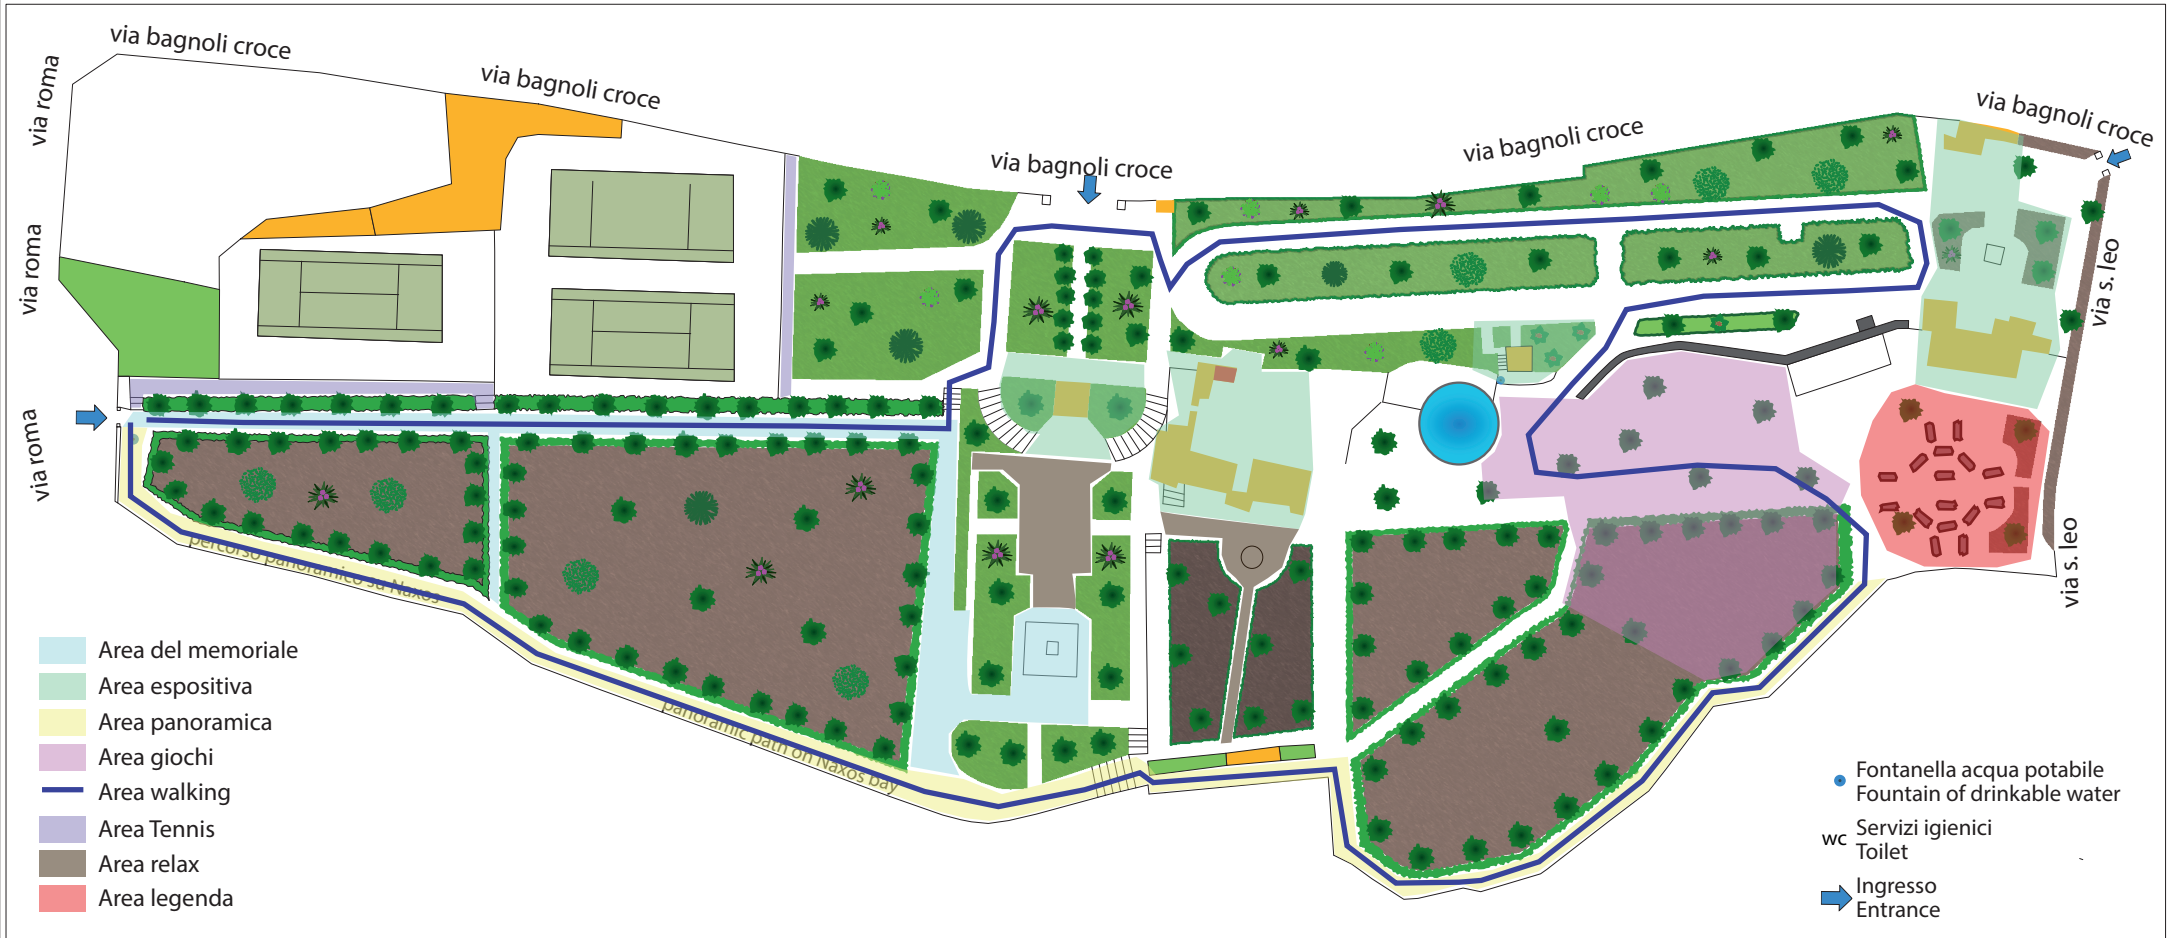 via bagnoli croce
via roma
via bagnoli croce
via bagnoli croce
via bagnoli croce
via bagnoli croce
via roma
via s. leo
via roma
via s. leo
percorso panoramico su Naxos
panoramic path on Naxos bay
Area del memoriale
Area espositiva
Area panoramica
Area giochi
Area walking
Area Tennis
Area relax
Area legenda
Fontanella acqua potabile
Fountain of drinkable water
wc
Servizi igienici
Toilet
Ingresso
Entrance